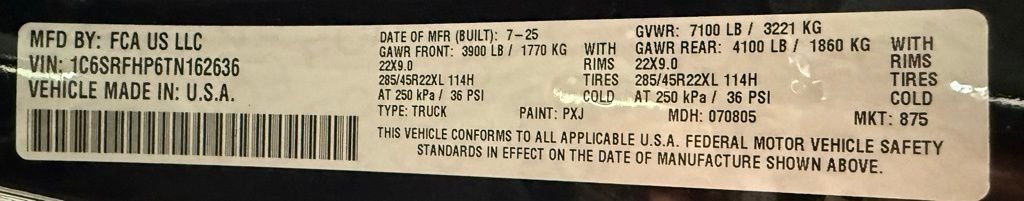 MFD BY: FCA US LLC
VIN: 1C6SRFHP6TN162636
VEHICLE MADE IN: U.S.A.
DATE OF MFR (BUILT): 7-25 GVWR: 7100 LB / 3221 KG
GAWR FRONT: 3900 LB / 1770 KG WITH GAWR REAR: 4100 LB / 1860 KG WITH
22X9.0 RIMS 22X9.0 RIMS
285/45R22XL 114H TIRES 285/45R22XL 114H TIRES
AT 250 kPa / 36 PSI COLD AT 250 kPa / 36 PSI COLD
TYPE: TRUCK PAINT: PXJ MDH: 070805 MKT: 875
THIS VEHICLE CONFORMS TO ALL APPLICABLE U.S.A. FEDERAL MOTOR VEHICLE SAFETY
STANDARDS IN EFFECT ON THE DATE OF MANUFACTURE SHOWN ABOVE.